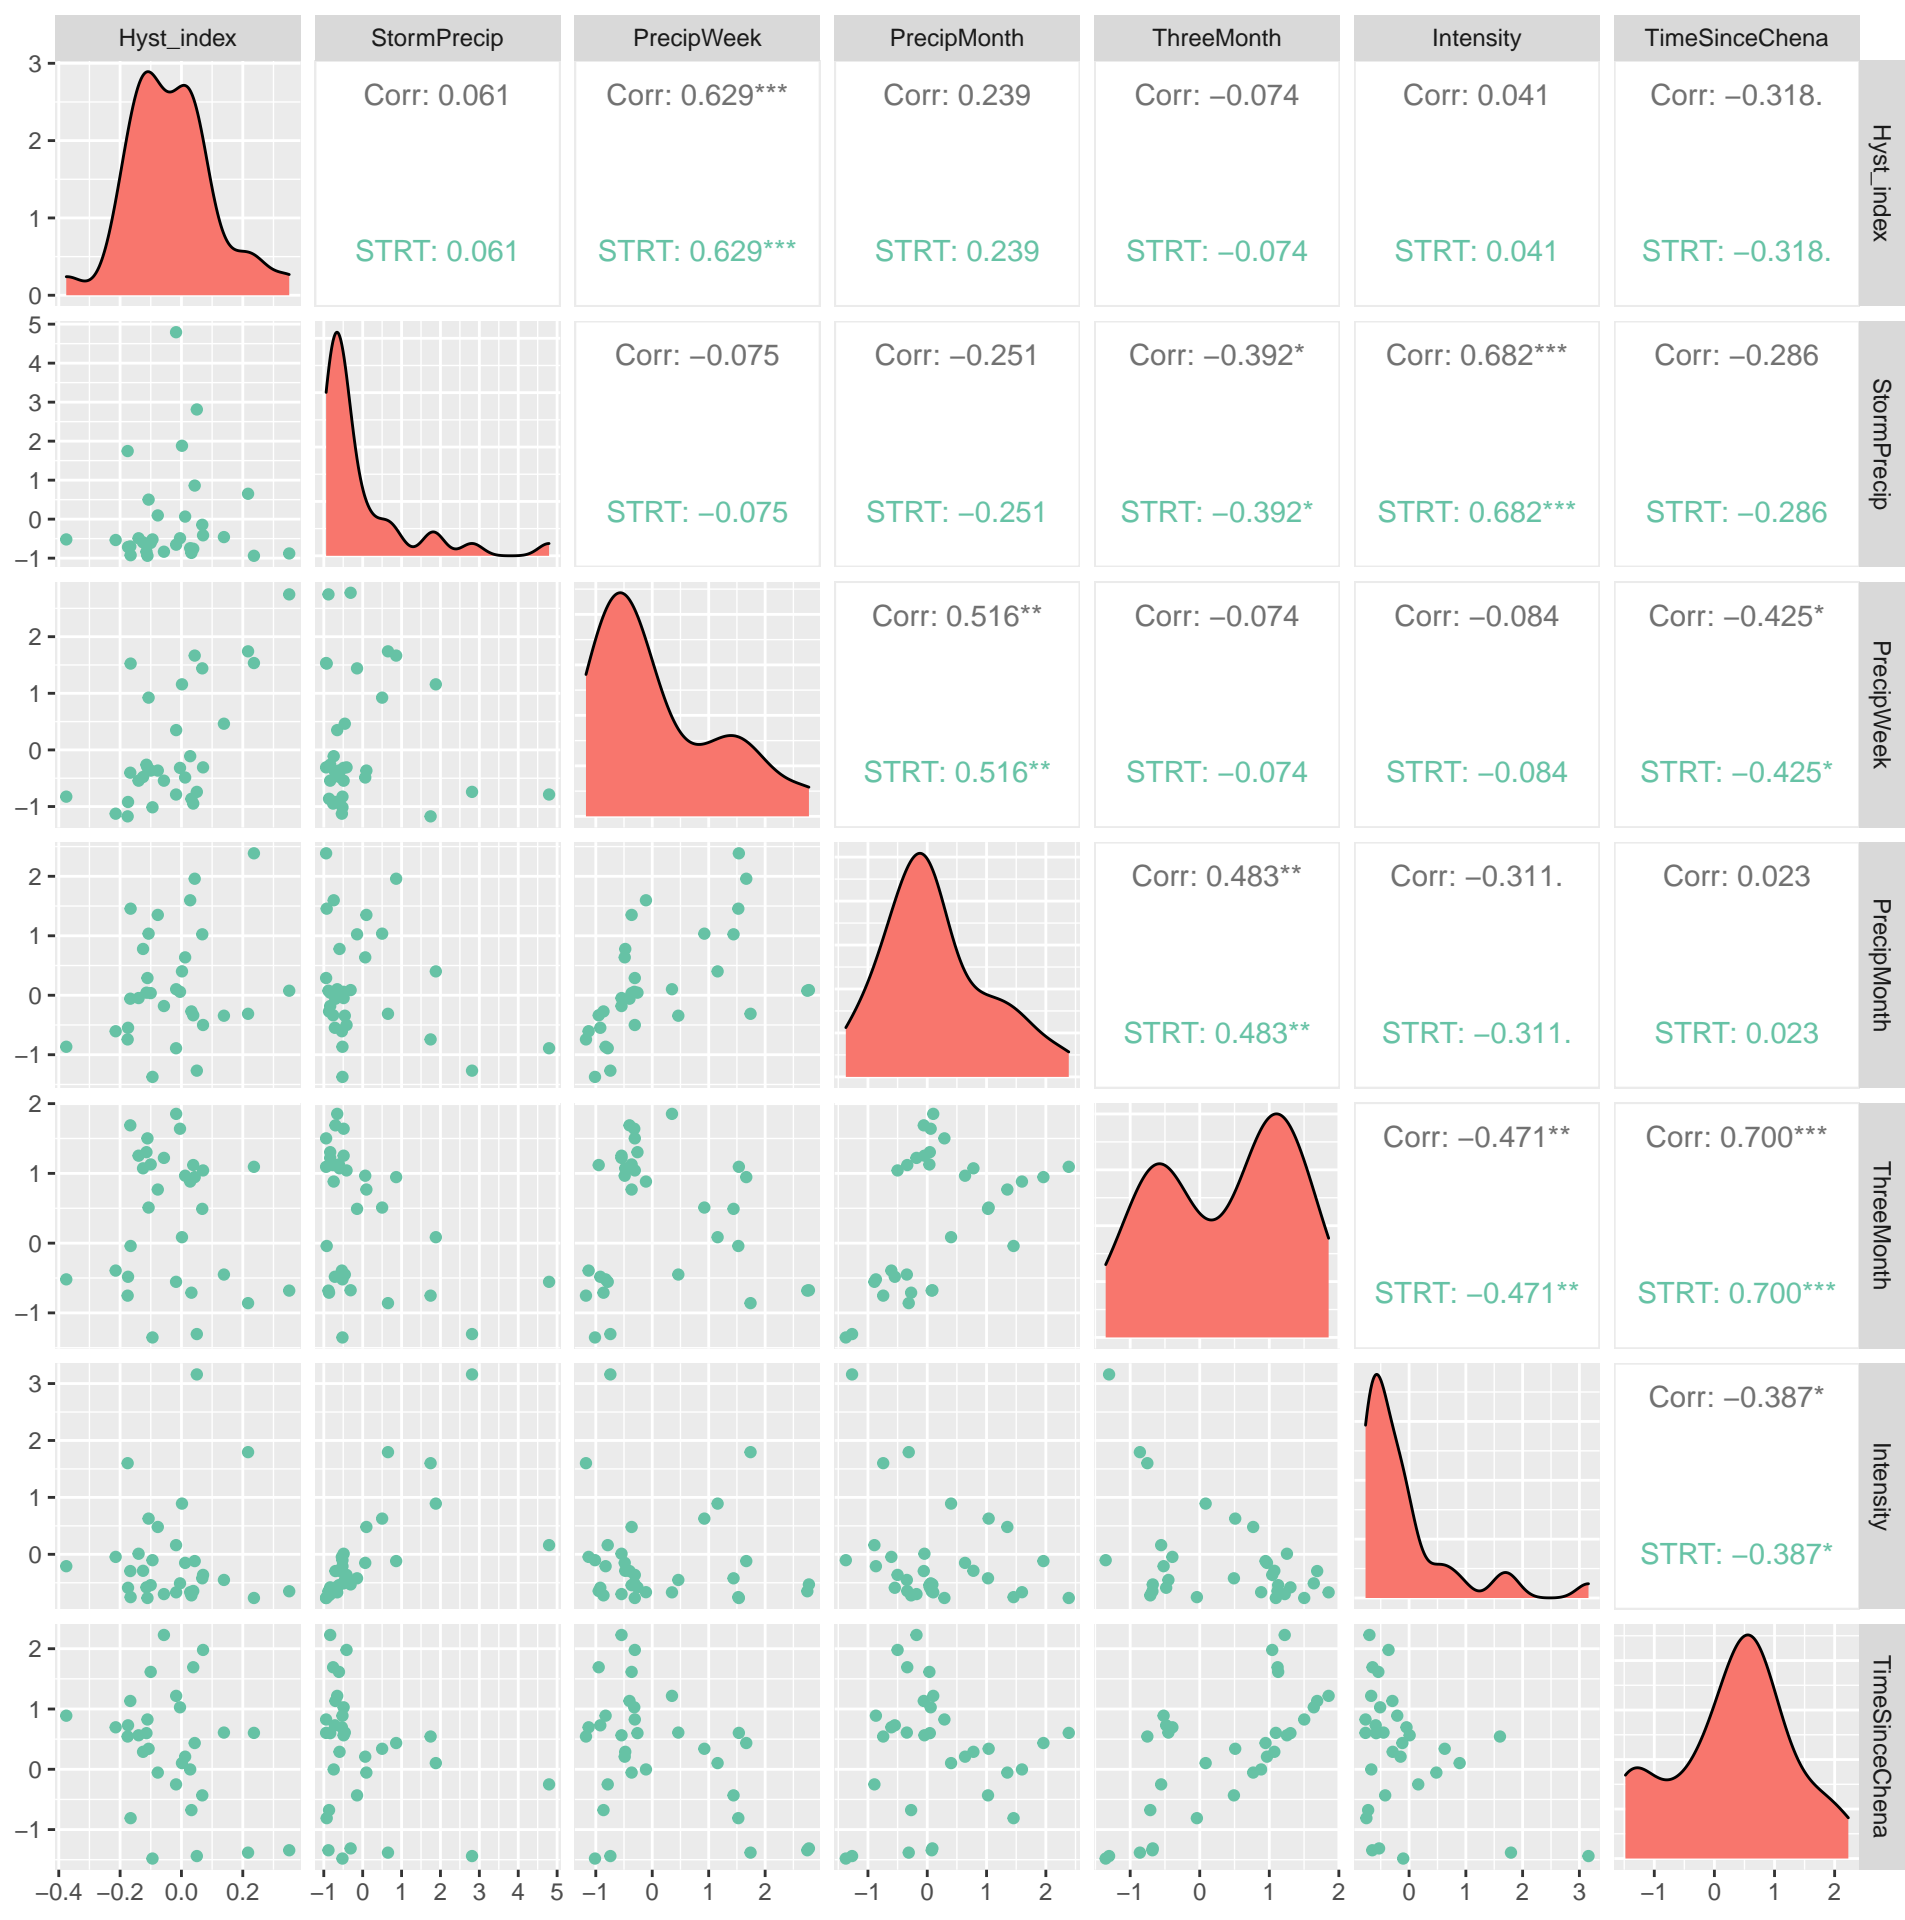 Hyst_index StormPrecip PrecipWeek PrecipMonth ThreeMonth Intensity TimeSinceChena
3
2
1
0
Corr: 0.061 Corr: 0.629*** Corr: 0.239 Corr: −0.074 Corr: 0.041 Corr: −0.318.
STRT: 0.061 STRT: 0.629*** STRT: 0.239 STRT: −0.074 STRT: 0.041 STRT: −0.318.
Hyst_index
5
4
3
2
1
0
−1
Corr: −0.075 Corr: −0.251 Corr: −0.392* Corr: 0.682*** Corr: −0.286
STRT: −0.075 STRT: −0.251 STRT: −0.392* STRT: 0.682*** STRT: −0.286
StormPrecip
2
1
0
−1
Corr: 0.516** Corr: −0.074 Corr: −0.084 Corr: −0.425*
STRT: 0.516** STRT: −0.074 STRT: −0.084 STRT: −0.425*
PrecipWeek
2
1
0
−1
Corr: 0.483** Corr: −0.311. Corr: 0.023
STRT: 0.483** STRT: −0.311. STRT: 0.023
PrecipMonth
2
1
0
−1
Corr: −0.471** Corr: 0.700***
STRT: −0.471** STRT: 0.700***
ThreeMonth
3
2
1
0
Corr: −0.387*
STRT: −0.387*
Intensity
2
1
0
−1
TimeSinceChena
−0.4 −0.2 0.0 0.2 −1 0 1 2 3 4 5 −1 0 1 2 −1 0 1 2 −1 0 1 2 0 1 2 3 −1 0 1 2